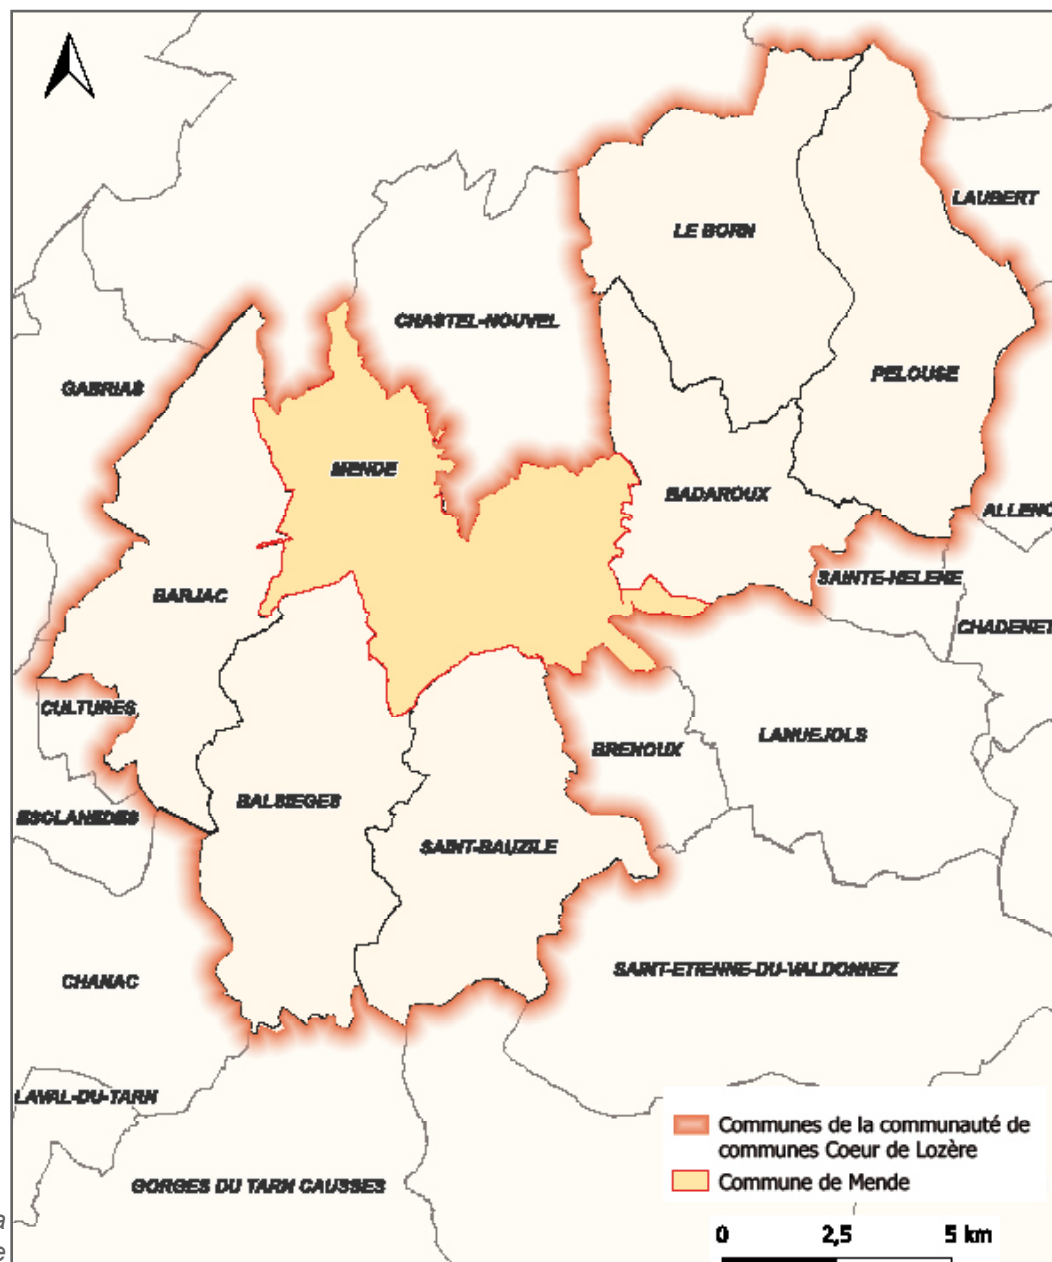 LAUBERT
LE BORN
CHASTEL-NOUVEL
GABRIAS
PELOUSE
MENDE
BADAROUX
ALLENC
SAINTE-HELENE
BARJAC
CHADENET
CULTURES
BRENOUX
LANUEJOLS
BALSIEGES
ESCLANEDES
SAINT-BAUZILE
SAINT-ETIENNE-DU-VALDONNEZ
CHANAC
LAVAL-DU-TARN
GORGES DU TARN CAUSSES
Communes de la communauté de
communes Coeur de Lozère
Commune de Mende
a
e
0 2,5 5 km